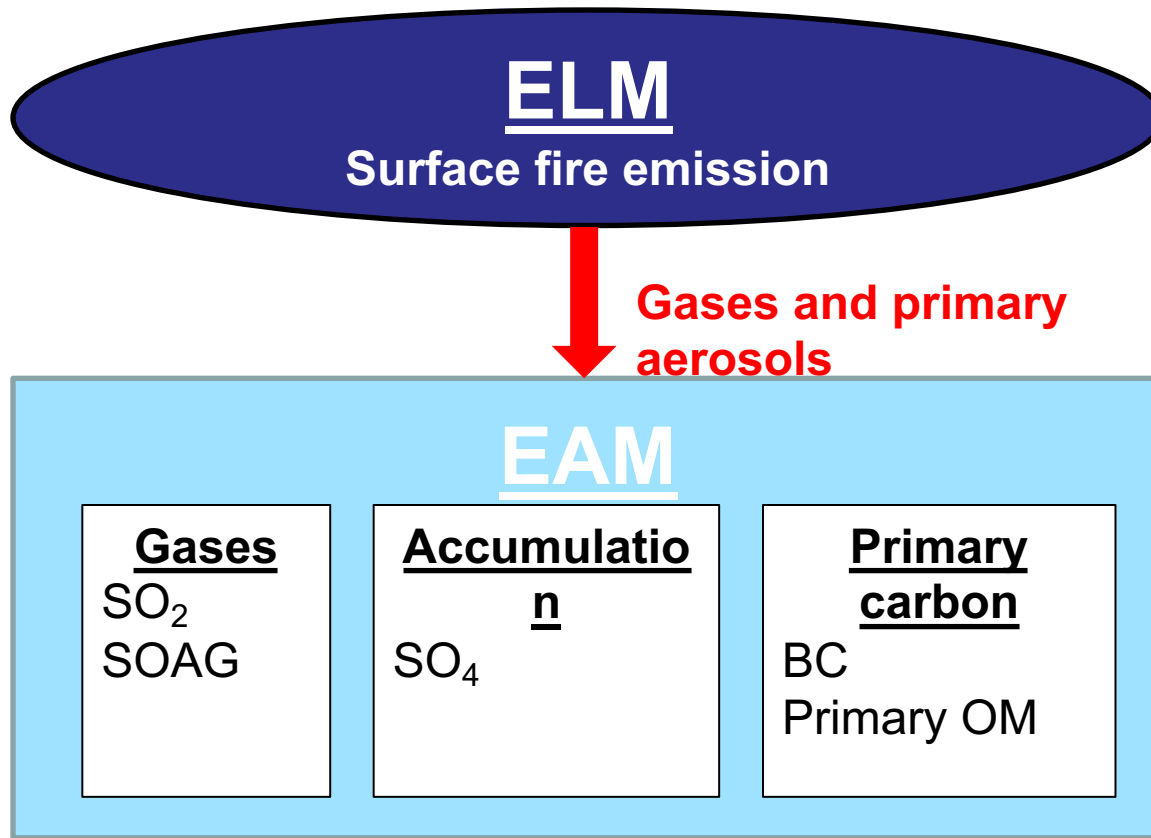 ELM
Surface fire emission
Gases and primary
aerosols
EAM
Gases
SO₂
SOAG
Accumulatio
n
SO₄
Primary
carbon
BC
Primary OM